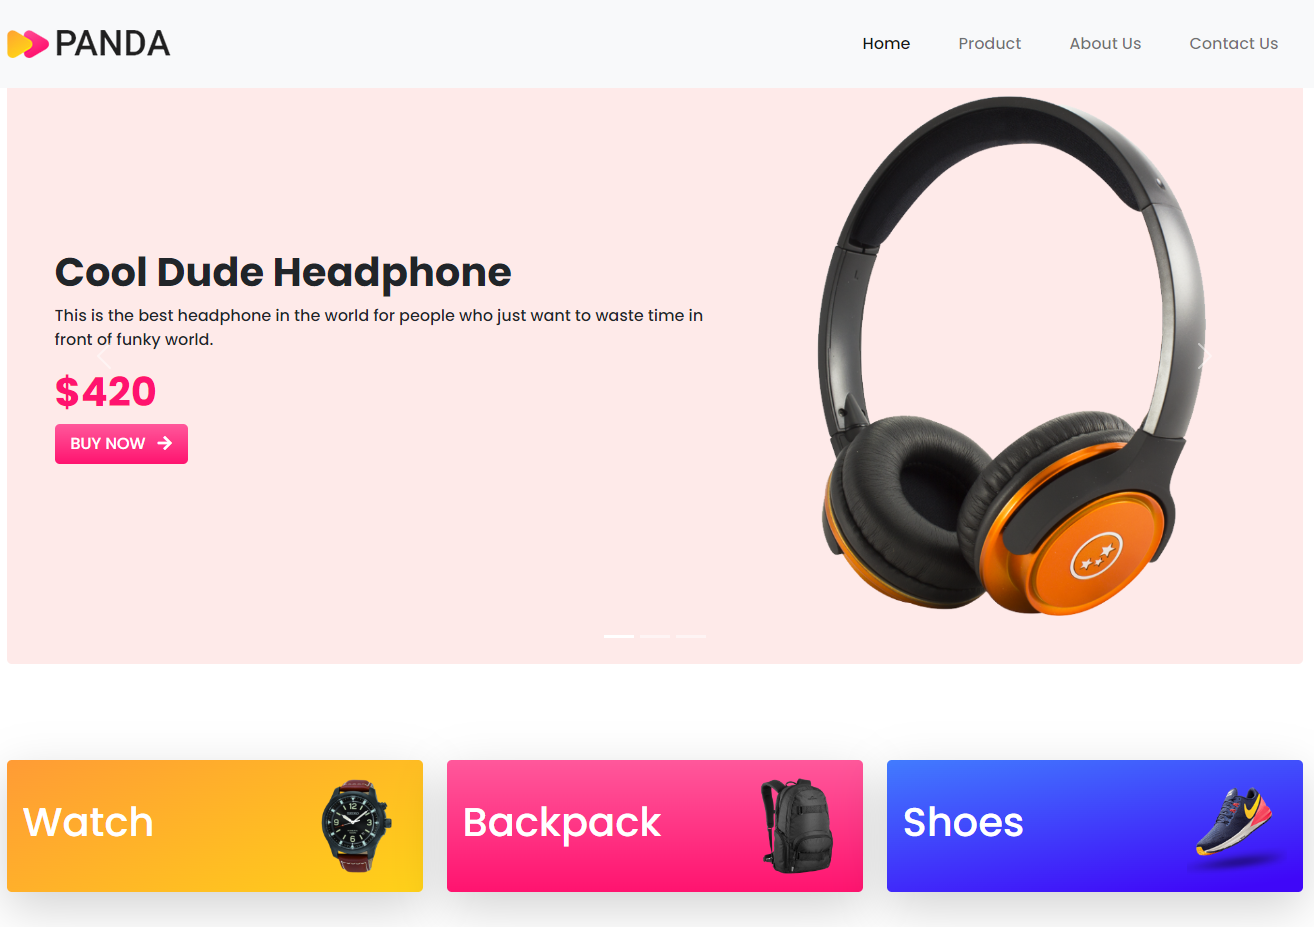 PANDA
Home Product About Us Contact Us
Cool Dude Headphone
This is the best headphone in the world for people who just want to waste time in
front of funky world.
$420
BUY NOW
L
Watch
Backpack
Shoes